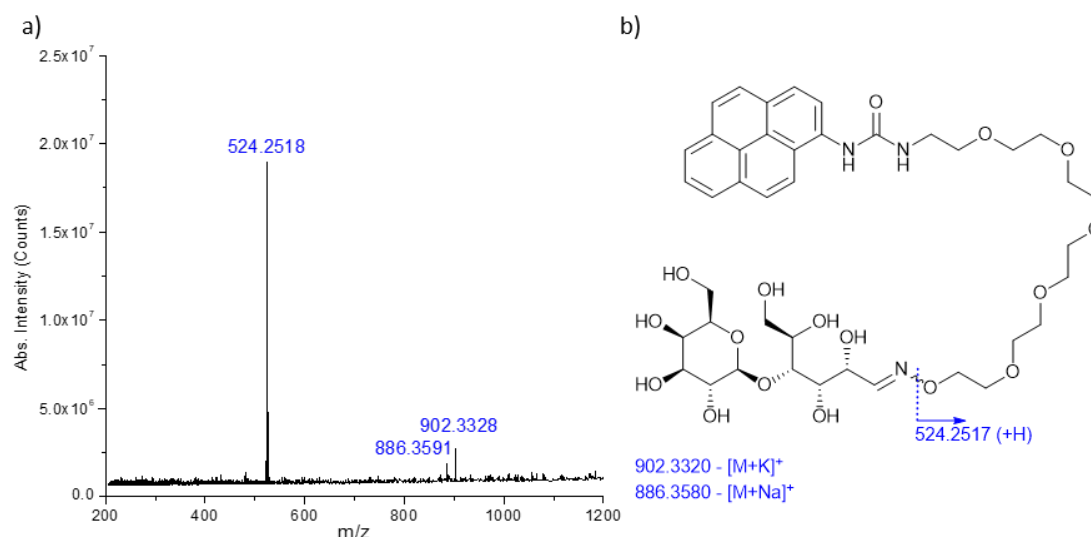 a)
b)
2.5x10⁷
2.0x10⁷
1.5x10⁷
1.0x10⁷
5.0x10⁶
0.0
Abs. Intensity (Counts)
524.2518
886.3591
902.3328
200
400
600
800
1000
1200
m/z
O
N
H
N
H
O
O
O
O
O
O
HO
HO
HO
HO
OH
O
O
OH
OH
OH
OH
N
O
524.2517 (+H)
902.3320 - [M+K]⁺
886.3580 - [M+Na]⁺